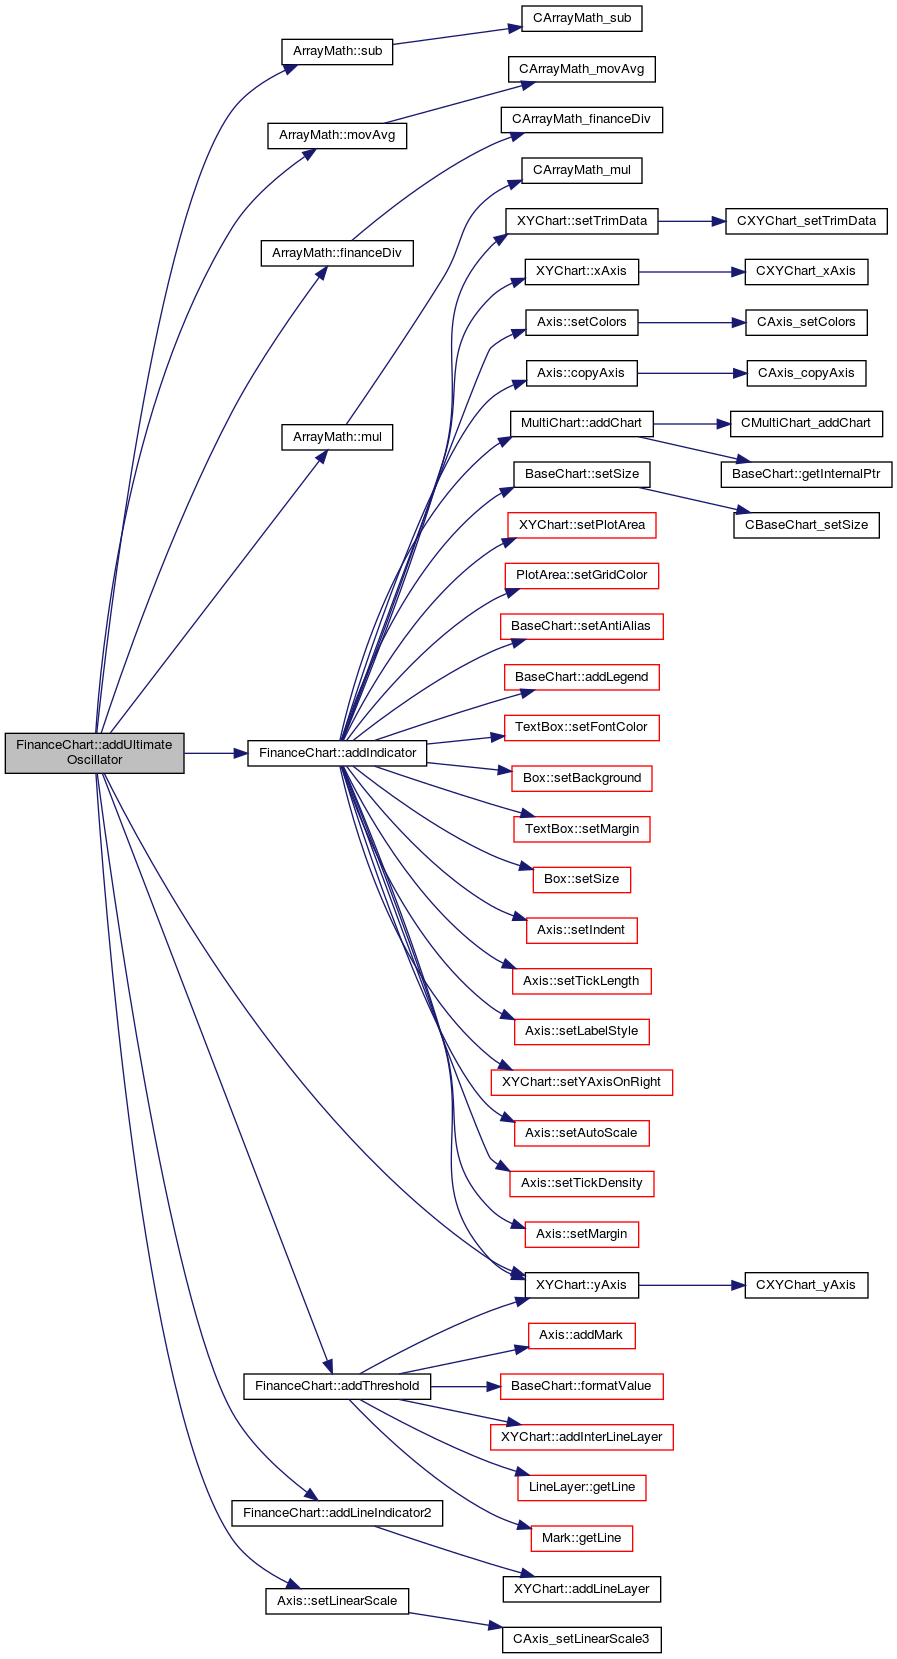 CArrayMath_sub
ArrayMath::sub
CArrayMath_movAvg
ArrayMath::movAvg
CArrayMath_financeDiv
ArrayMath::financeDiv
CArrayMath_mul
ArrayMath::mul
XYChart::setTrimData
CXYChart_setTrimData
XYChart::xAxis
CXYChart_xAxis
Axis::setColors
CAxis_setColors
Axis::copyAxis
CAxis_copyAxis
MultiChart::addChart
CMultiChart_addChart
BaseChart::getInternalPtr
BaseChart::setSize
CBaseChart_setSize
XYChart::setPlotArea
PlotArea::setGridColor
BaseChart::setAntiAlias
BaseChart::addLegend
TextBox::setFontColor
FinanceChart::addUltimate
Oscillator
FinanceChart::addIndicator
Box::setBackground
TextBox::setMargin
Box::setSize
Axis::setIndent
Axis::setTickLength
Axis::setLabelStyle
XYChart::setYAxisOnRight
Axis::setAutoScale
Axis::setTickDensity
Axis::setMargin
XYChart::yAxis
CXYChart_yAxis
Axis::addMark
FinanceChart::addThreshold
BaseChart::formatValue
XYChart::addInterLineLayer
LineLayer::getLine
FinanceChart::addLineIndicator2
Mark::getLine
XYChart::addLineLayer
Axis::setLinearScale
CAxis_setLinearScale3